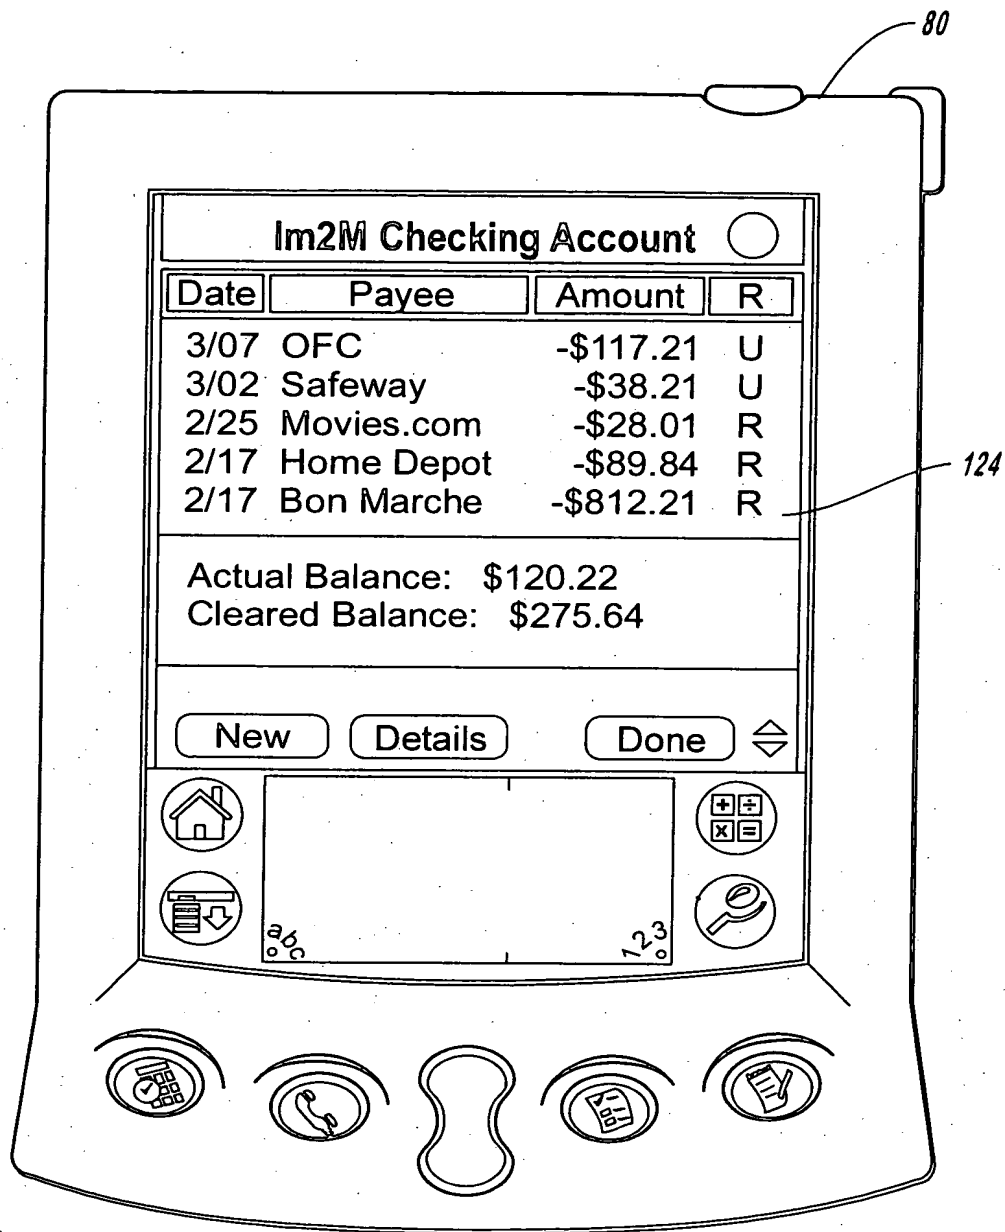 80
Im2M Checking Account
Date Payee Amount R
3/07 OFC -$117.21 U
3/02 Safeway -$38.21 U
2/25 Movies.com -$28.01 R
2/17 Home Depot -$89.84 R
124
2/17 Bon Marche -$812.21 R
Actual Balance: $120.22
Cleared Balance: $275.64
New Details Done
+ ÷
x =
abc 123